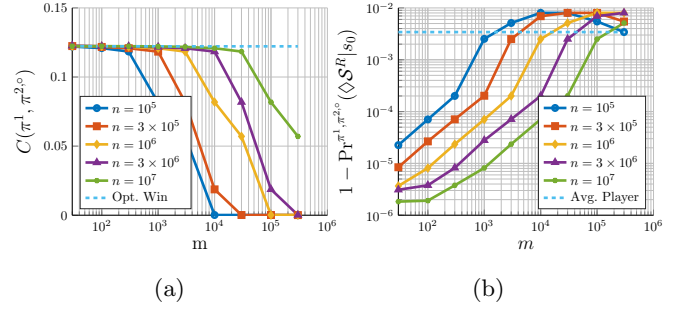 0.15
0.1
0.05
0
C(π¹, π²,°)
n = 10⁵
n = 3 × 10⁵
n = 10⁶
n = 3 × 10⁶
n = 10⁷
Opt. Win
10² 10³ 10⁴ 10⁵ 10⁶
m
(a)
10⁻²
10⁻³
10⁻⁴
10⁻⁵
10⁻⁶
1 − Pr^π¹,π²,°(◇S^R|s₀)
n = 10⁵
n = 3 × 10⁵
n = 10⁶
n = 3 × 10⁶
n = 10⁷
Avg. Player
10² 10³ 10⁴ 10⁵ 10⁶
m
(b)